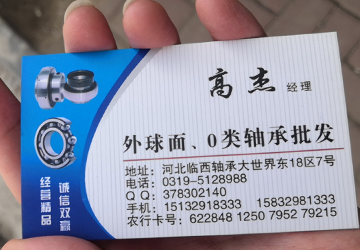 高杰 经理
外球面、0类轴承批发
地址：河北临西轴承大世界东18区7号
电话：0319-5128988
QQ：378302140
手机：15132918333 15832981333
农行卡号：622848 1250 7952 79215
经营精品
诚信双赢